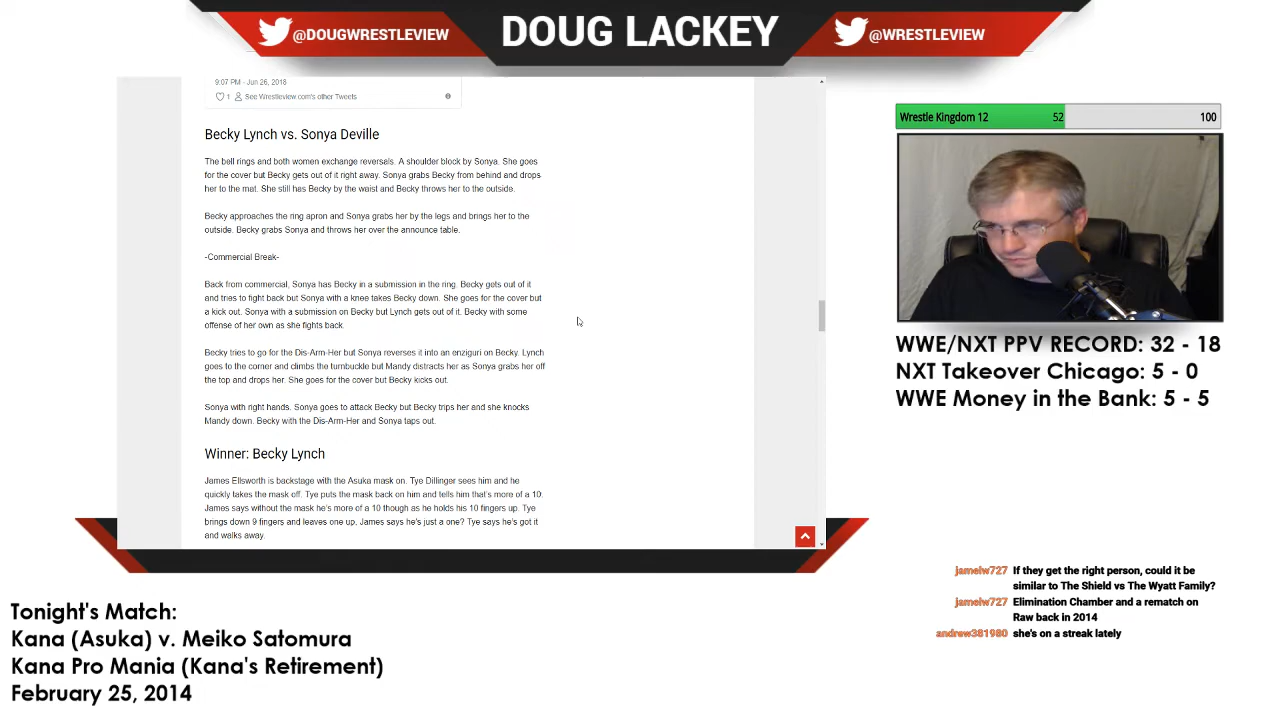 @DOUGWRESTLEVIEW
DOUG LACKEY
@WRESTLEVIEW
9:07 PM - Jun 26, 2018
1 See Wrestleview.com's other Tweets
Becky Lynch vs. Sonya Deville
The bell rings and both women exchange reversals. A shoulder block by Sonya. She goes
for the cover but Becky gets out of it right away. Sonya grabs Becky from behind and drops
her to the mat. She still has Becky by the waist and Becky throws her to the outside.
Becky approaches the ring apron and Sonya grabs her by the legs and brings her to the
outside. Becky grabs Sonya and throws her over the announce table.
-Commercial Break-
Back from commercial, Sonya has Becky in a submission in the ring. Becky gets out of it
and tries to fight back but Sonya with a knee takes Becky down. She goes for the cover but
a kick out. Sonya with a submission on Becky but Lynch gets out of it. Becky with some
offense of her own as she fights back.
Becky tries to go for the Dis-Arm-Her but Sonya reverses it into an enziguri on Becky. Lynch
goes to the corner and climbs the turnbuckle but Mandy distracts her as Sonya grabs her off
the top and drops her. She goes for the cover but Becky kicks out.
Sonya with right hands. Sonya goes to attack Becky but Becky trips her and she knocks
Mandy down. Becky with the Dis-Arm-Her and Sonya taps out.
Winner: Becky Lynch
James Ellsworth is backstage with the Asuka mask on. Tye Dillinger sees him and he
quickly takes the mask off. Tye puts the mask back on him and tells him that's more of a 10.
James says without the mask he's more of a 10 though as he holds his 10 fingers up. Tye
brings down 9 fingers and leaves one up. James says he's just a one? Tye says he's got it
and walks away.
Wrestle Kingdom 12 52 100
WWE/NXT PPV RECORD: 32 - 18
NXT Takeover Chicago: 5 - 0
WWE Money in the Bank: 5 - 5
jamelw727 If they get the right person, could it be
similar to The Shield vs The Wyatt Family?
jamelw727 Elimination Chamber and a rematch on
Raw back in 2014
andrew381980 she's on a streak lately
Tonight's Match:
Kana (Asuka) v. Meiko Satomura
Kana Pro Mania (Kana's Retirement)
February 25, 2014